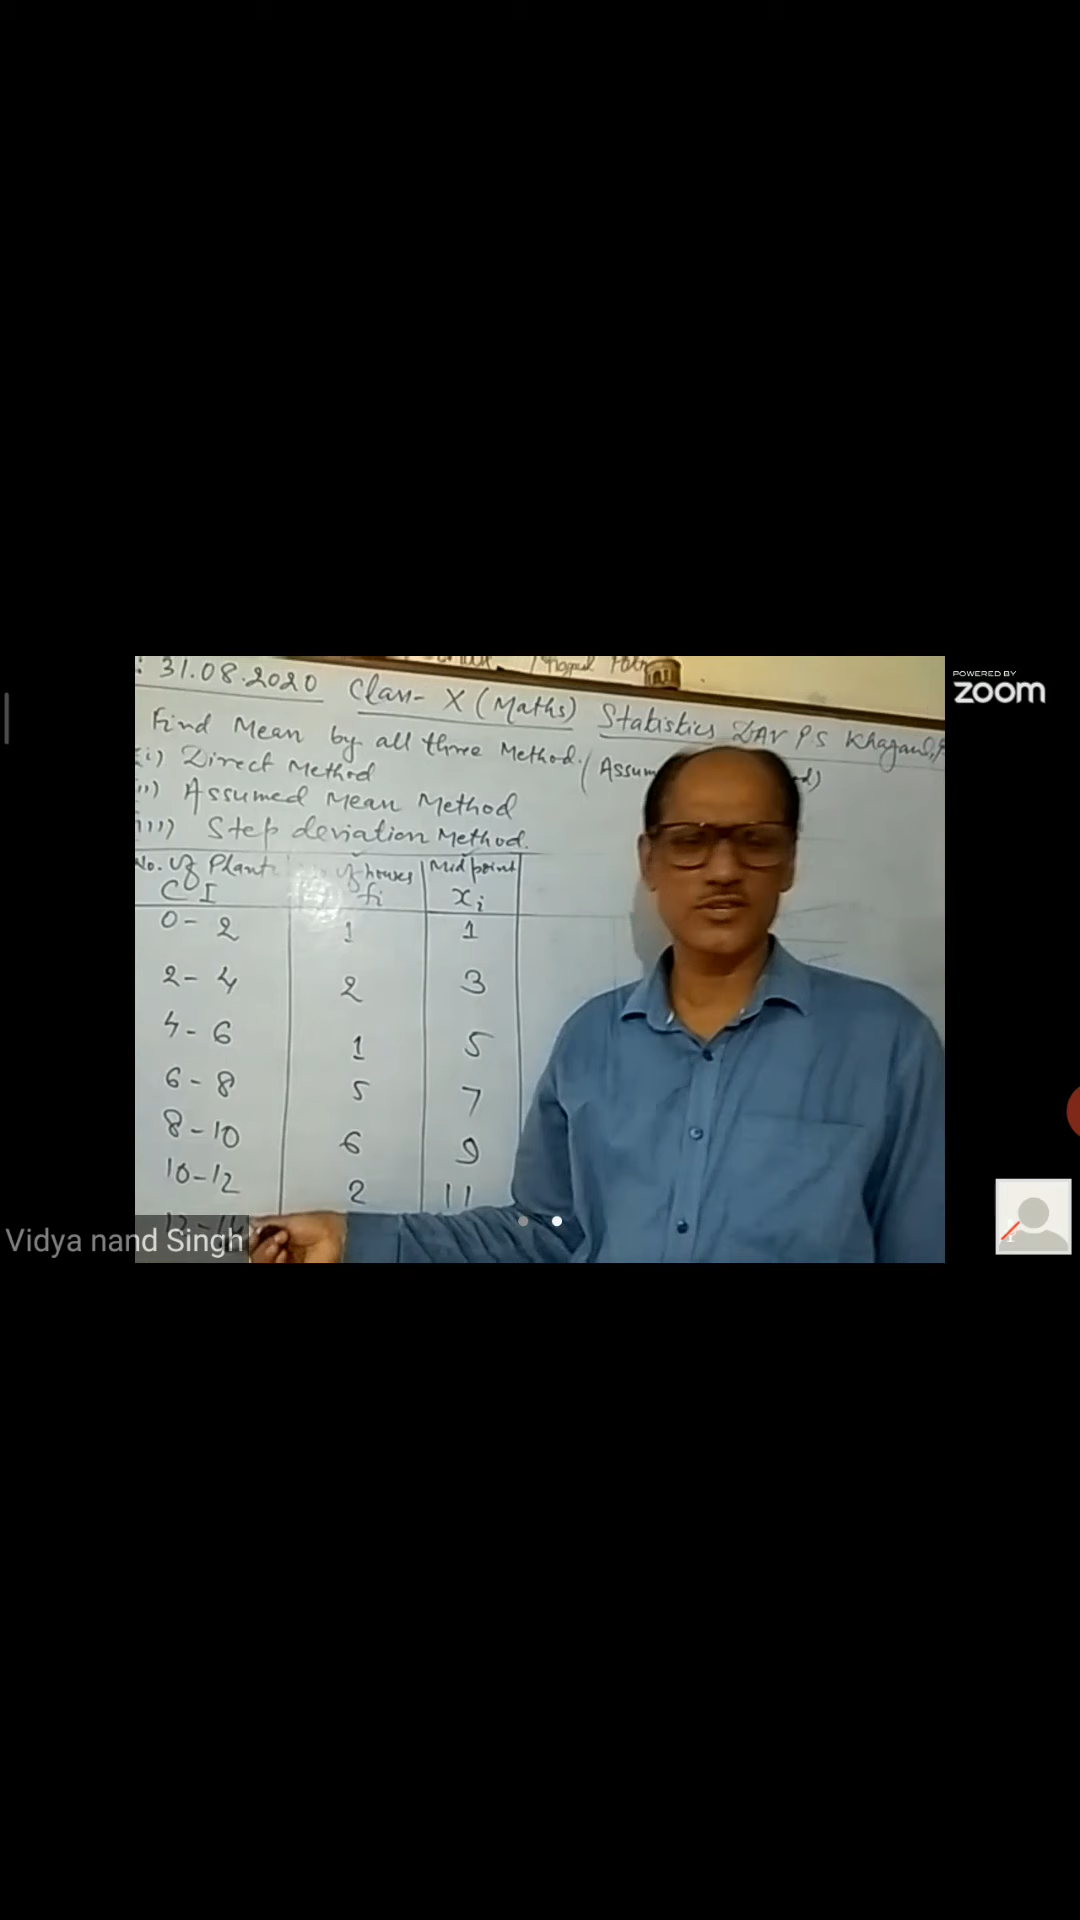 : 31.08.2020 Class- X (Maths) Statistics DAV P S
POWERED BY
zoom
Find Mean by all three Method. (Assum
i) Direct Method
ii) Assumed Mean Method
iii) Step deviation Method.
No. of Plants of houses Mid point
C I fi xi
0 - 2 1 1
2 - 4 2 3
4 - 6 1 5
6 - 8 5 7
8 - 10 6 9
10 - 12 2 11
12 - 14
Vidya nand Singh